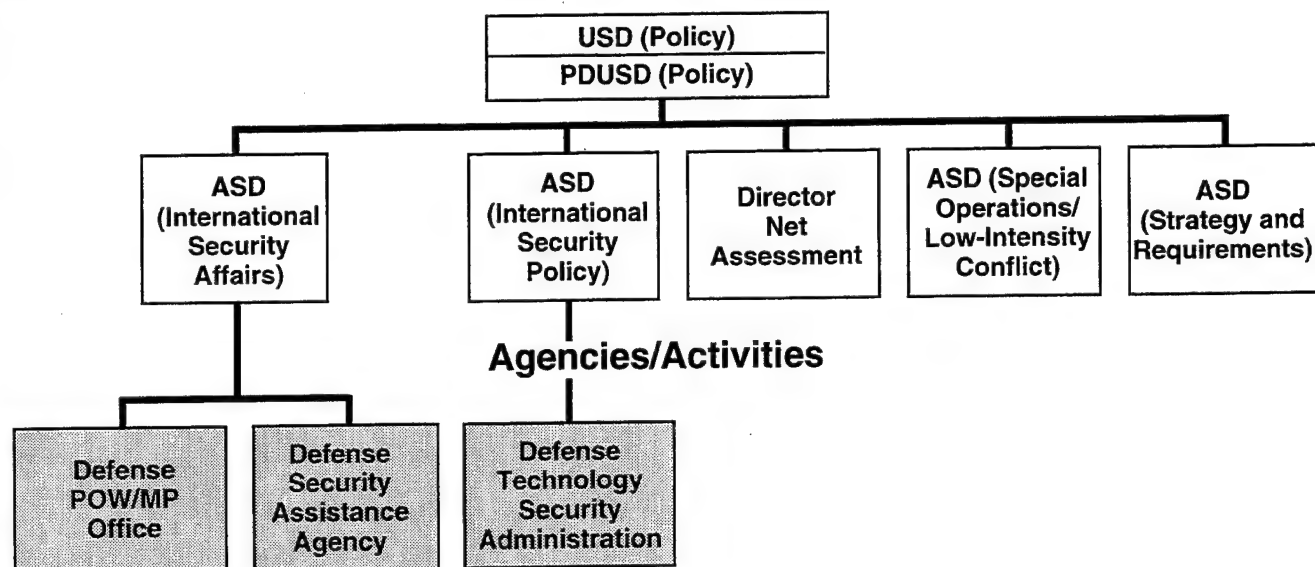 USD (Policy)
PDUSD (Policy)
ASD
(International
Security
Affairs)
ASD
(International
Security
Policy)
Director
Net
Assessment
ASD (Special
Operations/
Low-Intensity
Conflict)
ASD
(Strategy and
Requirements)
Agencies/Activities
Defense
POW/MP
Office
Defense
Security
Assistance
Agency
Defense
Technology
Security
Administration